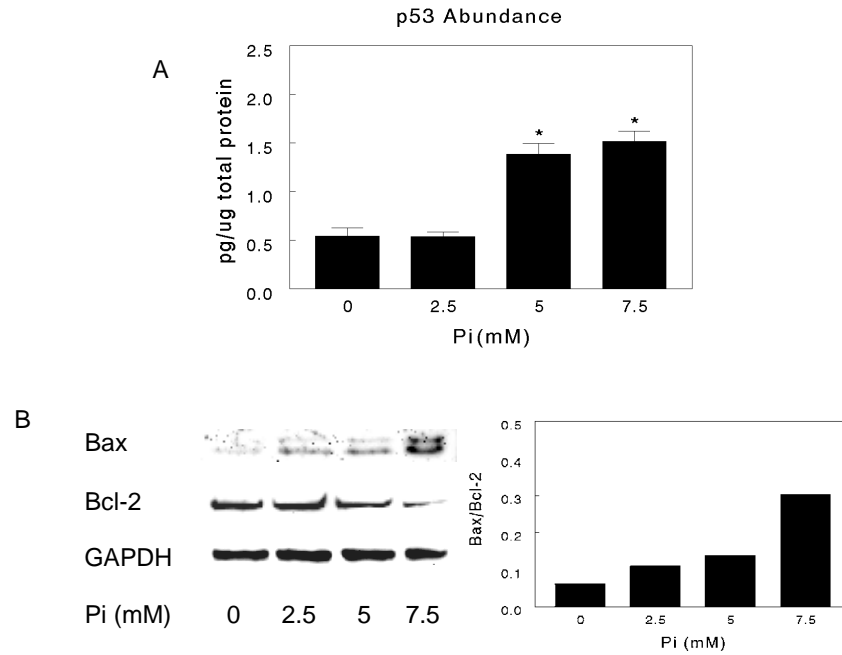 p53 Abundance
A
pg/ug total protein
2.5
2.0
1.5
1.0
0.5
0.0
* *
0 2.5 5 7.5
Pi (mM)
B
Bax
Bcl-2
GAPDH
Pi (mM) 0 2.5 5 7.5
Bax/Bcl-2
0.5
0.4
0.3
0.2
0.1
0.0
0 2.5 5 7.5
Pi (mM)